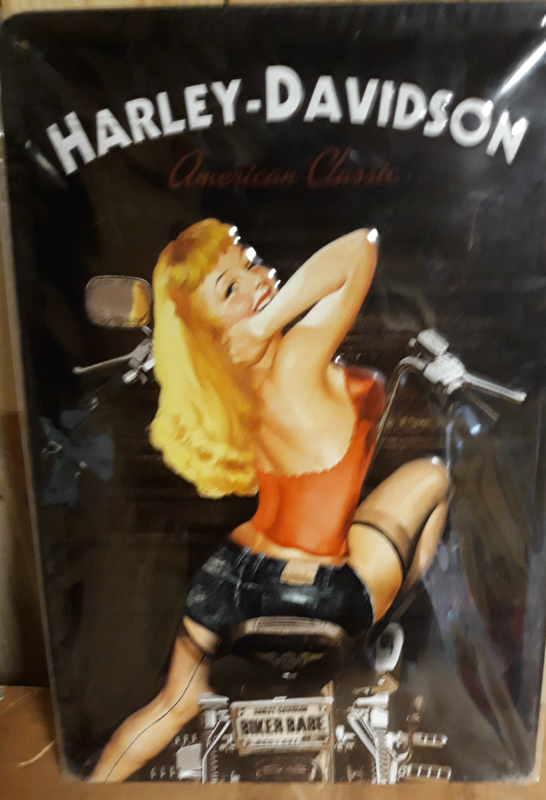 HARLEY-DAVIDSON
American Classic
BIKER BABE